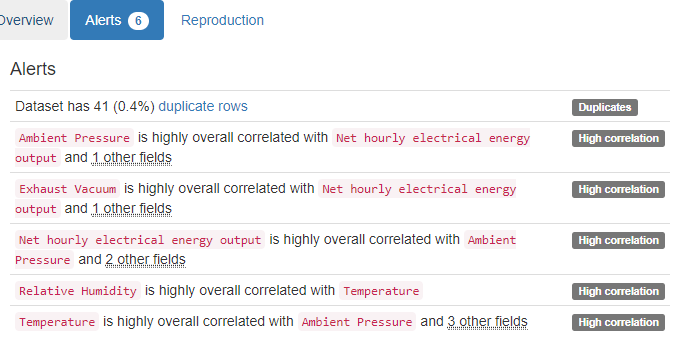 Overview Alerts 6 Reproduction
Alerts
Dataset has 41 (0.4%) duplicate rows Duplicates
Ambient Pressure is highly overall correlated with Net hourly electrical energy High correlation
output and 1 other fields
Exhaust Vacuum is highly overall correlated with Net hourly electrical energy High correlation
output and 1 other fields
Net hourly electrical energy output is highly overall correlated with Ambient High correlation
Pressure and 2 other fields
Relative Humidity is highly overall correlated with Temperature High correlation
Temperature is highly overall correlated with Ambient Pressure and 3 other fields High correlation